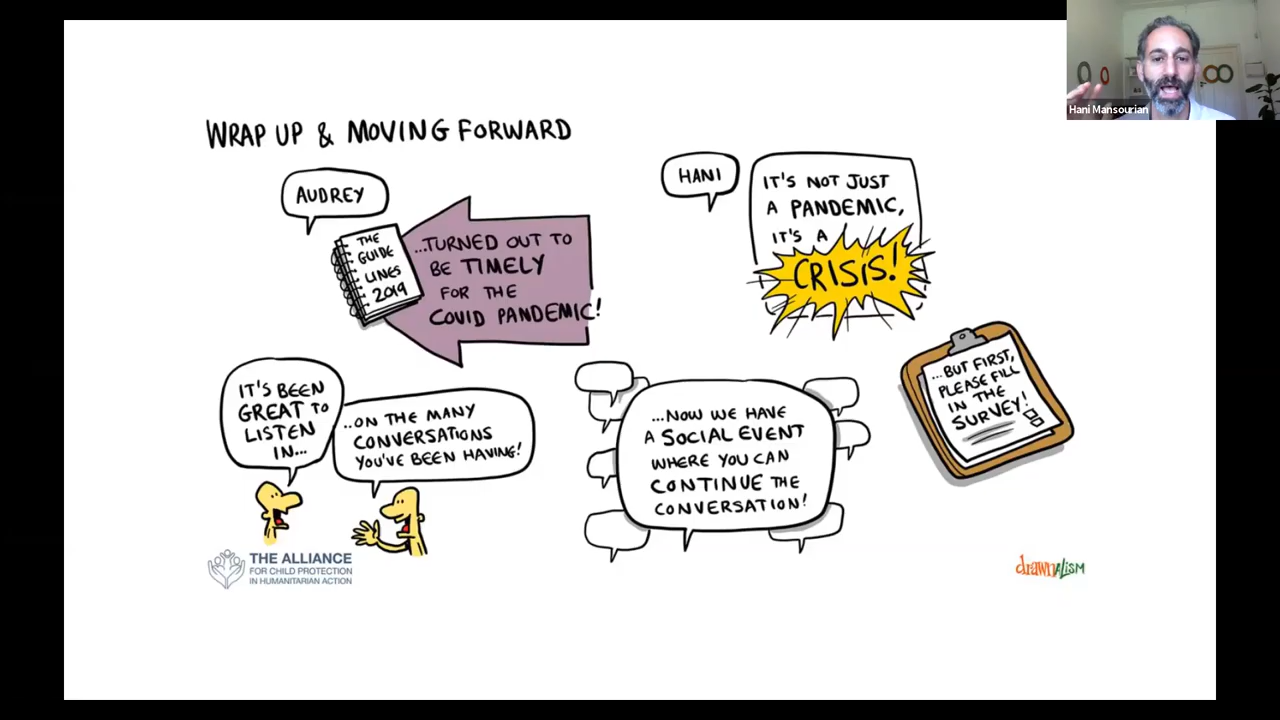 Hani Mansourian
WRAP UP & MOVING FORWARD
AUDREY
THE
GUIDE
LINES
2019
...TURNED OUT TO
BE TIMELY
FOR THE
COVID PANDEMIC!
HANI
IT'S NOT JUST
A PANDEMIC,
IT'S A
CRISIS!
IT'S BEEN
GREAT TO
LISTEN
IN...
..ON THE MANY
CONVERSATIONS
YOU'VE BEEN HAVING!
...NOW WE HAVE
A SOCIAL EVENT
WHERE YOU CAN
CONTINUE THE
CONVERSATION!
...BUT FIRST,
PLEASE FILL
IN THE
SURVEY!
THE ALLIANCE
FOR CHILD PROTECTION
IN HUMANITARIAN ACTION
drawnalism